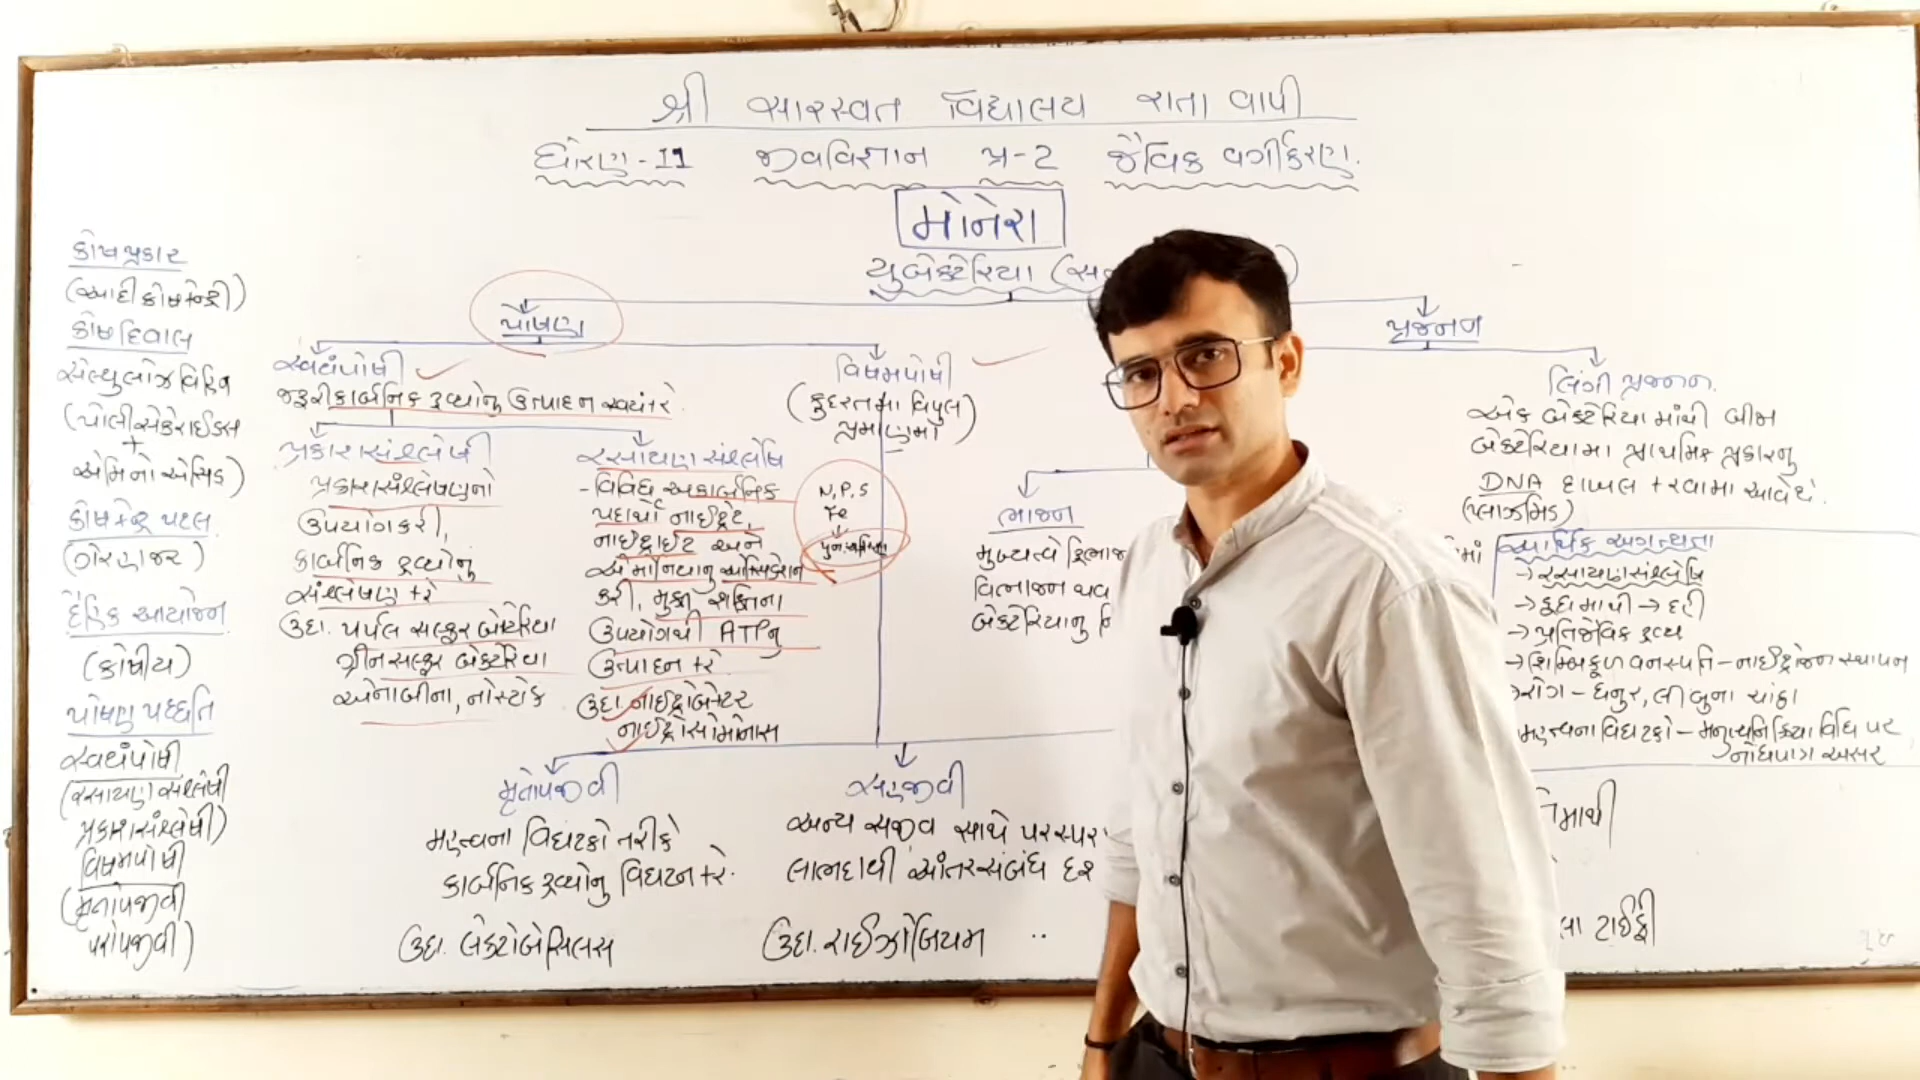 શ્રી સારસ્વત વિદ્યાલય રાતા વાપી
ધોરણ-11 જીવવિજ્ઞાન પ્ર-2 જૈવિક વર્ગીકરણ.
મોનેરા
યુબેક્ટેરિયા
કોષપ્રકાર
(આદીકોષકેન્દ્રી)
કોષદિવાલ
સેલ્યુલોઝ વિહિન
(પોલીસેકેરાઈડસ
+
એમિનો એસિડ)
કોષકેન્દ્ર પટલ
(ગેરહાજર)
દૈહિક આયોજન
(કોષીય)
પોષણ પધ્ધતિ
સ્વયંપોષી
(રસાયણસંશ્લેષી
પ્રકાશસંશ્લેષી)
વિષમપોષી
(મૃતોપજીવી
પરોપજીવી)
પોષણ
સ્વયંપોષી
જરૂરી કાર્બનિક દ્રવ્યોનુ ઉત્પાદન સ્વયં કરે.
પ્રકાશસંશ્લેષી
પ્રકાશસંશ્લેષણનો
ઉપયોગ કરી,
કાર્બનિક દ્રવ્યોનું
સંશ્લેષણ કરે
ઉદા. પર્પલ સલ્ફર બેક્ટેરિયા
ગ્રીન સલ્ફર બેક્ટેરિયા
એનાબીના, નોસ્ટોક
રસાયણ સંશ્લેષિ
- વિવિધ અકાર્બનિક
પદાર્થો નાઈટ્રેટ,
નાઈટ્રાઈટ અને
એમોનિયાનુ ઓક્સિડેશન
કરી, મુક્ત શક્તિના
ઉપયોગથી ATPનુ
ઉત્પાદન કરે
ઉદા. નાઈટ્રોબેક્ટર
નાઈટ્રોસોમોનાસ
N, P, S
Fe
વિષમપોષી
(કુદરતમા વિપુલ
પ્રમાણમા)
મૃતોપજીવી
મહત્વના વિઘટકો તરીકે
કાર્બનિક દ્રવ્યોનુ વિઘટન કરે.
ઉદા. લેક્ટોબેસિલસ
સહજીવી
અન્ય સજીવ સાથે પરસ્પર
લાભદાયી આંતરસંબંધ
ઉદા. રાઈઝોબિયમ
પ્રજનન
ભાજન
મુખ્યત્વે
વિભાજન
બેક્ટેરિયાનુ
લિંગી પ્રજનન.
એક બેક્ટેરિયા માંથી બીજા
બેક્ટેરિયામા પ્રાથમિક પ્રકારનુ
DNA દાખલ કરવામા આવેછે.
(પ્લાઝમિડ)
આર્થિક અગત્યતા
→ રસાયણસંશ્લેષિ
→ દુધમાથી → દહી
→ પ્રતિજૈવિક દ્રવ્ય
→ શિમ્બિકુળ વનસ્પતિ - નાઈટ્રોજન સ્થાપન
→ રોગ - ધનુર, લીંબુના ચાંઠા
મહત્વના વિઘટકો -
નોંધપાત્ર અસર
ટાઈફી